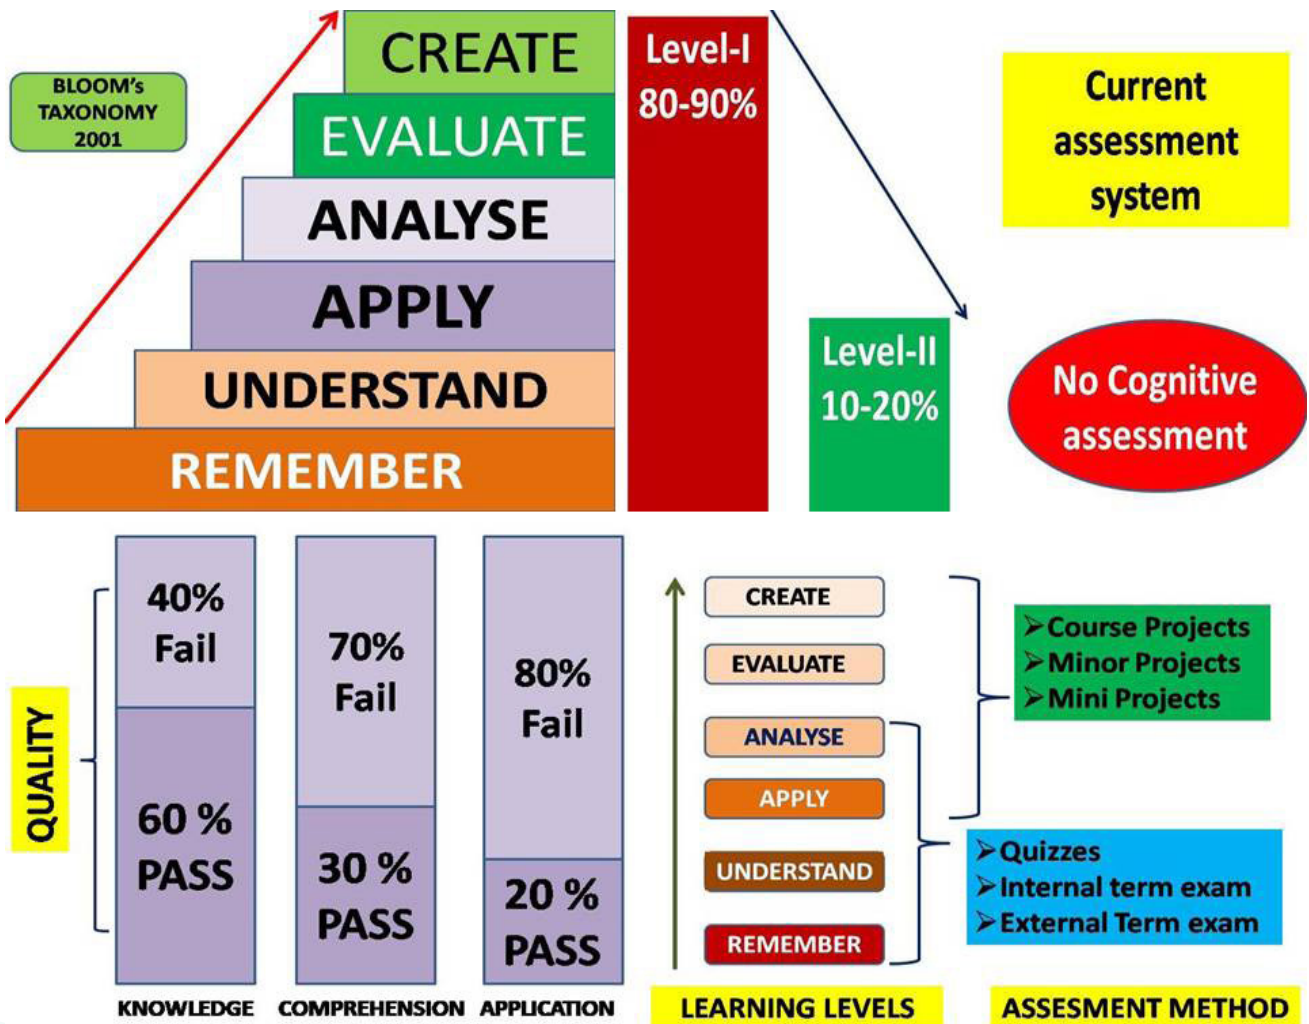 BLOOM's
TAXONOMY
2001
CREATE
EVALUATE
ANALYSE
APPLY
UNDERSTAND
REMEMBER
Level-I
80-90%
Level-II
10-20%
Current
assessment
system
No Cognitive
assessment
QUALITY
40%
Fail
60 %
PASS
KNOWLEDGE
70%
Fail
30 %
PASS
COMPREHENSION
80%
Fail
20 %
PASS
APPLICATION
CREATE
EVALUATE
ANALYSE
APPLY
UNDERSTAND
REMEMBER
LEARNING LEVELS
➢Course Projects
➢Minor Projects
➢Mini Projects
➢Quizzes
➢Internal term exam
➢External Term exam
ASSESMENT METHOD